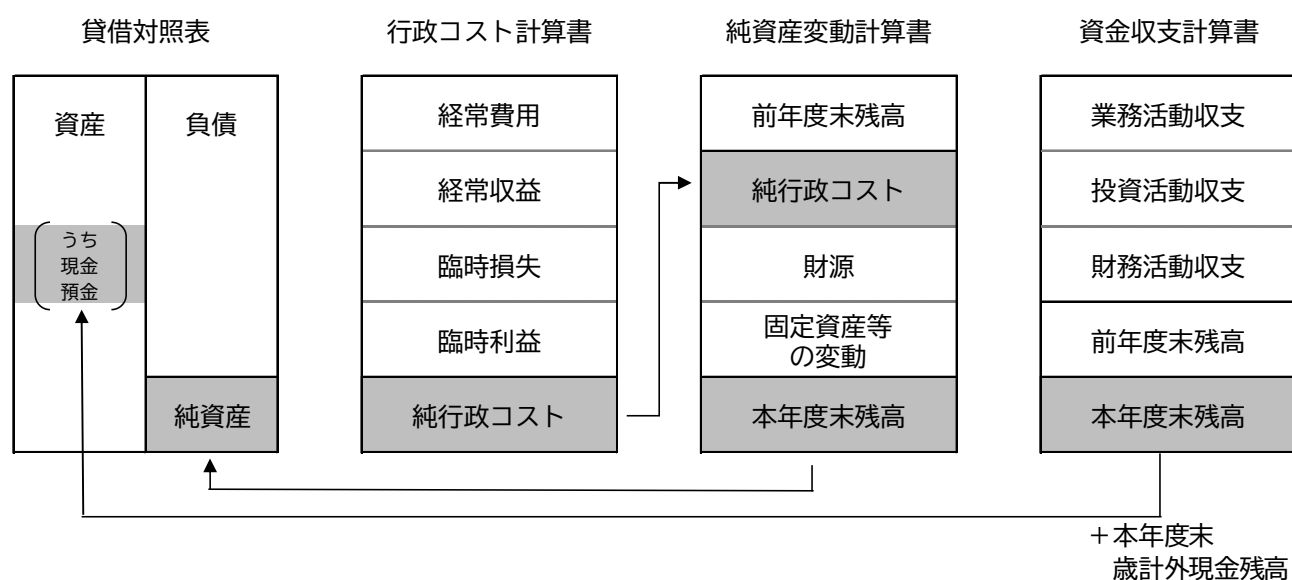 貸借対照表
行政コスト計算書
純資産変動計算書
資金収支計算書
資産
負債
うち
現金
預金
純資産
経常費用
経常収益
臨時損失
臨時利益
純行政コスト
前年度末残高
純行政コスト
財源
固定資産等
の変動
本年度末残高
業務活動収支
投資活動収支
財務活動収支
前年度末残高
本年度末残高
＋本年度末
歳計外現金残高